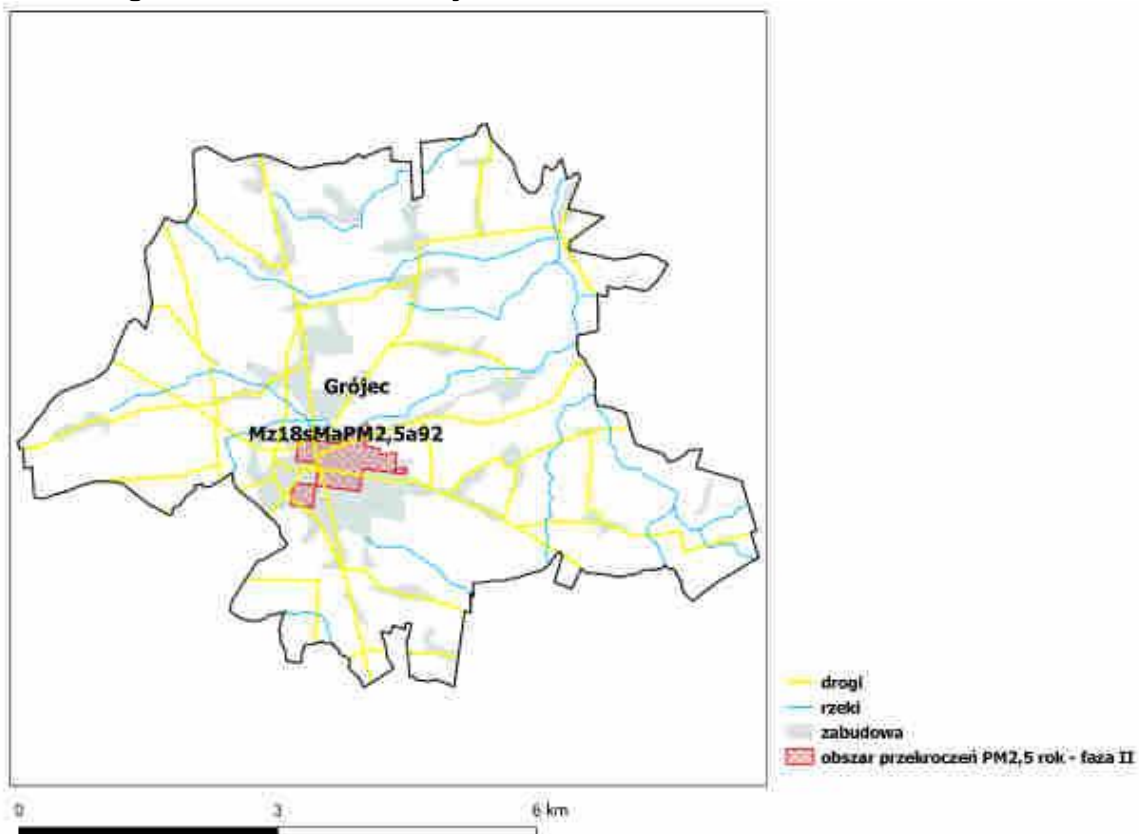 Grójec
Mz18sMaPM2,5a92
drogi
rzeki
zabudowa
obszar przekroczeń PM2,5 rok - faza II
0 3 6 km